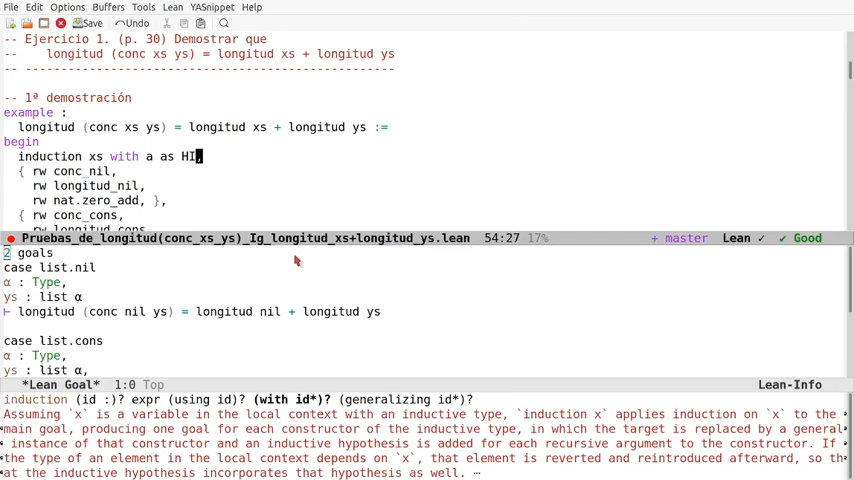 File Edit Options Buffers Tools Lean YASnippet Help
Save Undo
-- Ejercicio 1. (p. 30) Demostrar que
--    longitud (conc xs ys) = longitud xs + longitud ys
-- ---------------------------------------------------
-- 1ª demostración
example :
  longitud (conc xs ys) = longitud xs + longitud ys :=
begin
  induction xs with a as HI,
  { rw conc_nil,
    rw longitud_nil,
    rw nat.zero_add, },
  { rw conc_cons,
    rw longitud_cons
Pruebas_de_longitud(conc_xs_ys)_Ig_longitud_xs+longitud_ys.lean 54:27 17% + master Lean ✓ ✔ Good
2 goals
case list.nil
α : Type,
ys : list α
⊢ longitud (conc nil ys) = longitud nil + longitud ys
case list.cons
α : Type,
ys : list α,
*Lean Goal* 1:0 Top Lean-Info
induction (id :)? expr (using id)? (with id*)? (generalizing id*)?
Assuming `x` is a variable in the local context with an inductive type, `induction x` applies induction on `x` to the
main goal, producing one goal for each constructor of the inductive type, in which the target is replaced by a general
instance of that constructor and an inductive hypothesis is added for each recursive argument to the constructor. If
the type of an element in the local context depends on `x`, that element is reverted and reintroduced afterward, so th
at the inductive hypothesis incorporates that hypothesis as well. ⋯